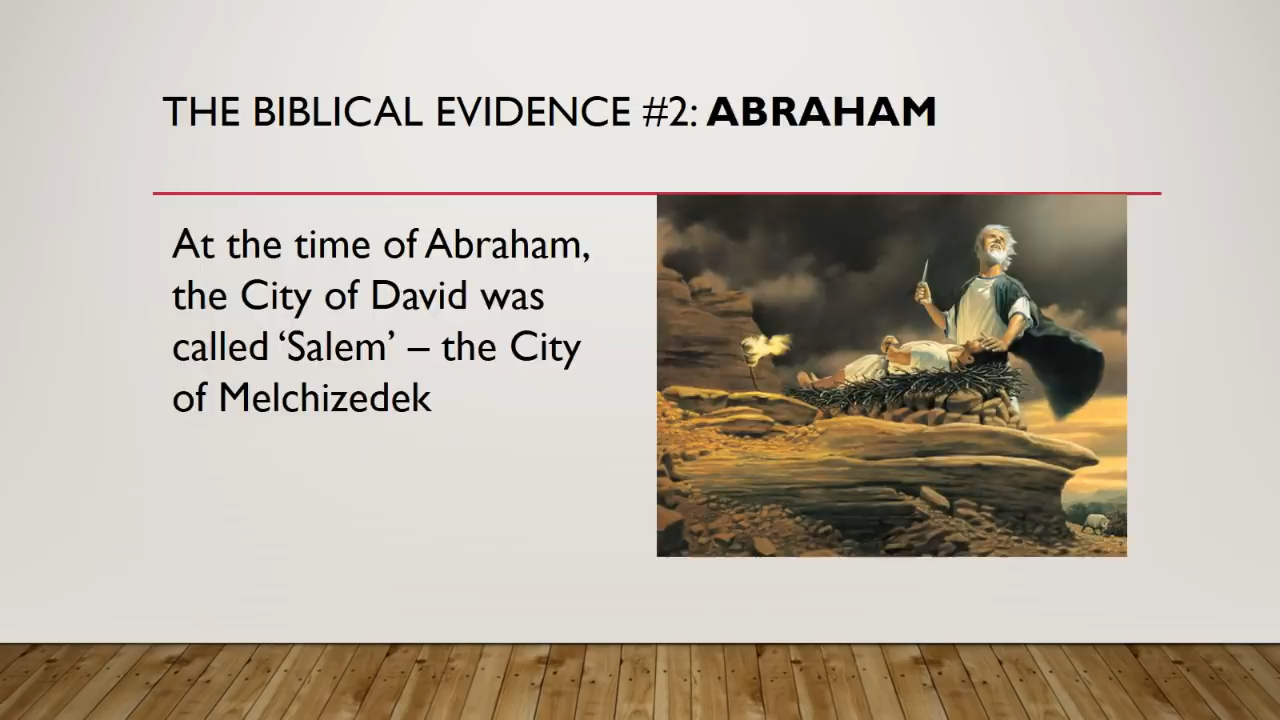 THE BIBLICAL EVIDENCE #2: ABRAHAM
At the time of Abraham,
the City of David was
called ‘Salem’ – the City
of Melchizedek